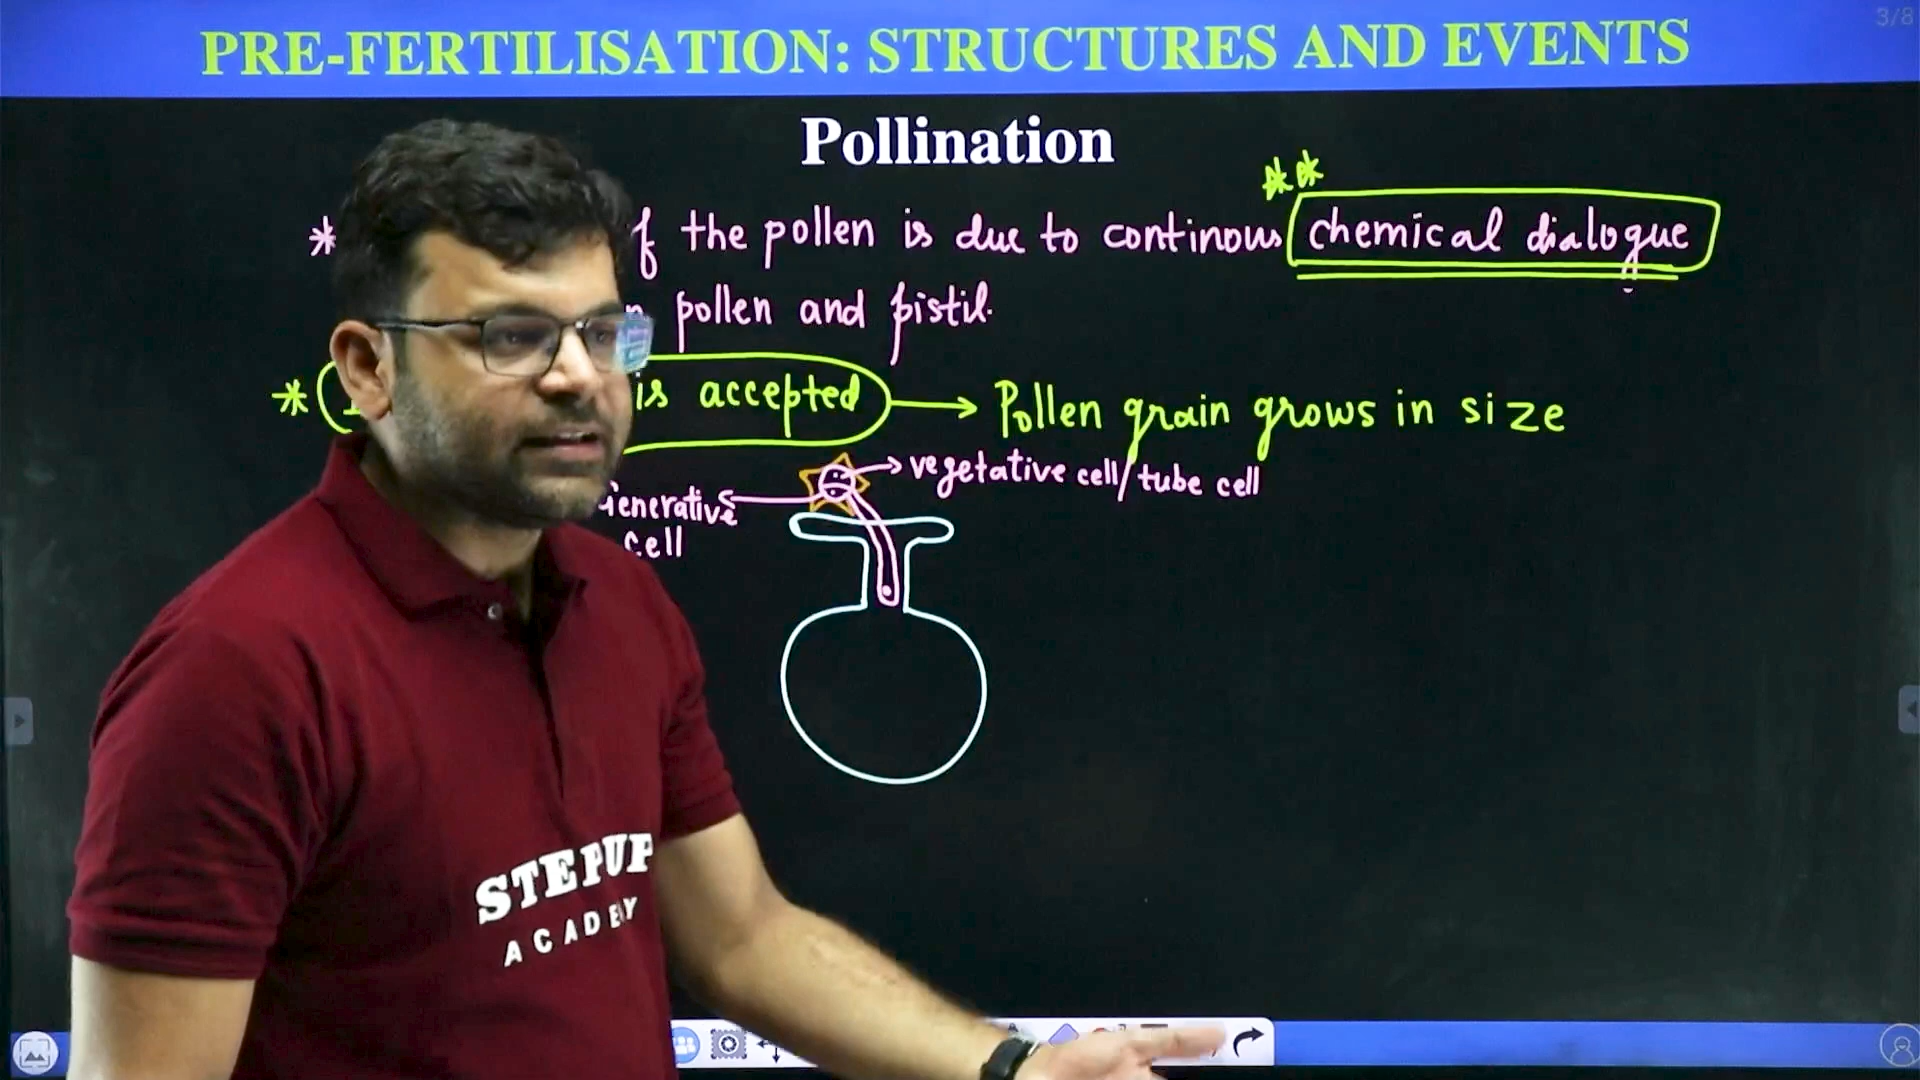 3/8
PRE-FERTILISATION: STRUCTURES AND EVENTS
Pollination
the pollen is due to continous chemical dialogue
pollen and pistil.
is accepted → Pollen grain grows in size
→ vegetative cell/tube cell
Generative
cell
STEPUP
ACADEMY